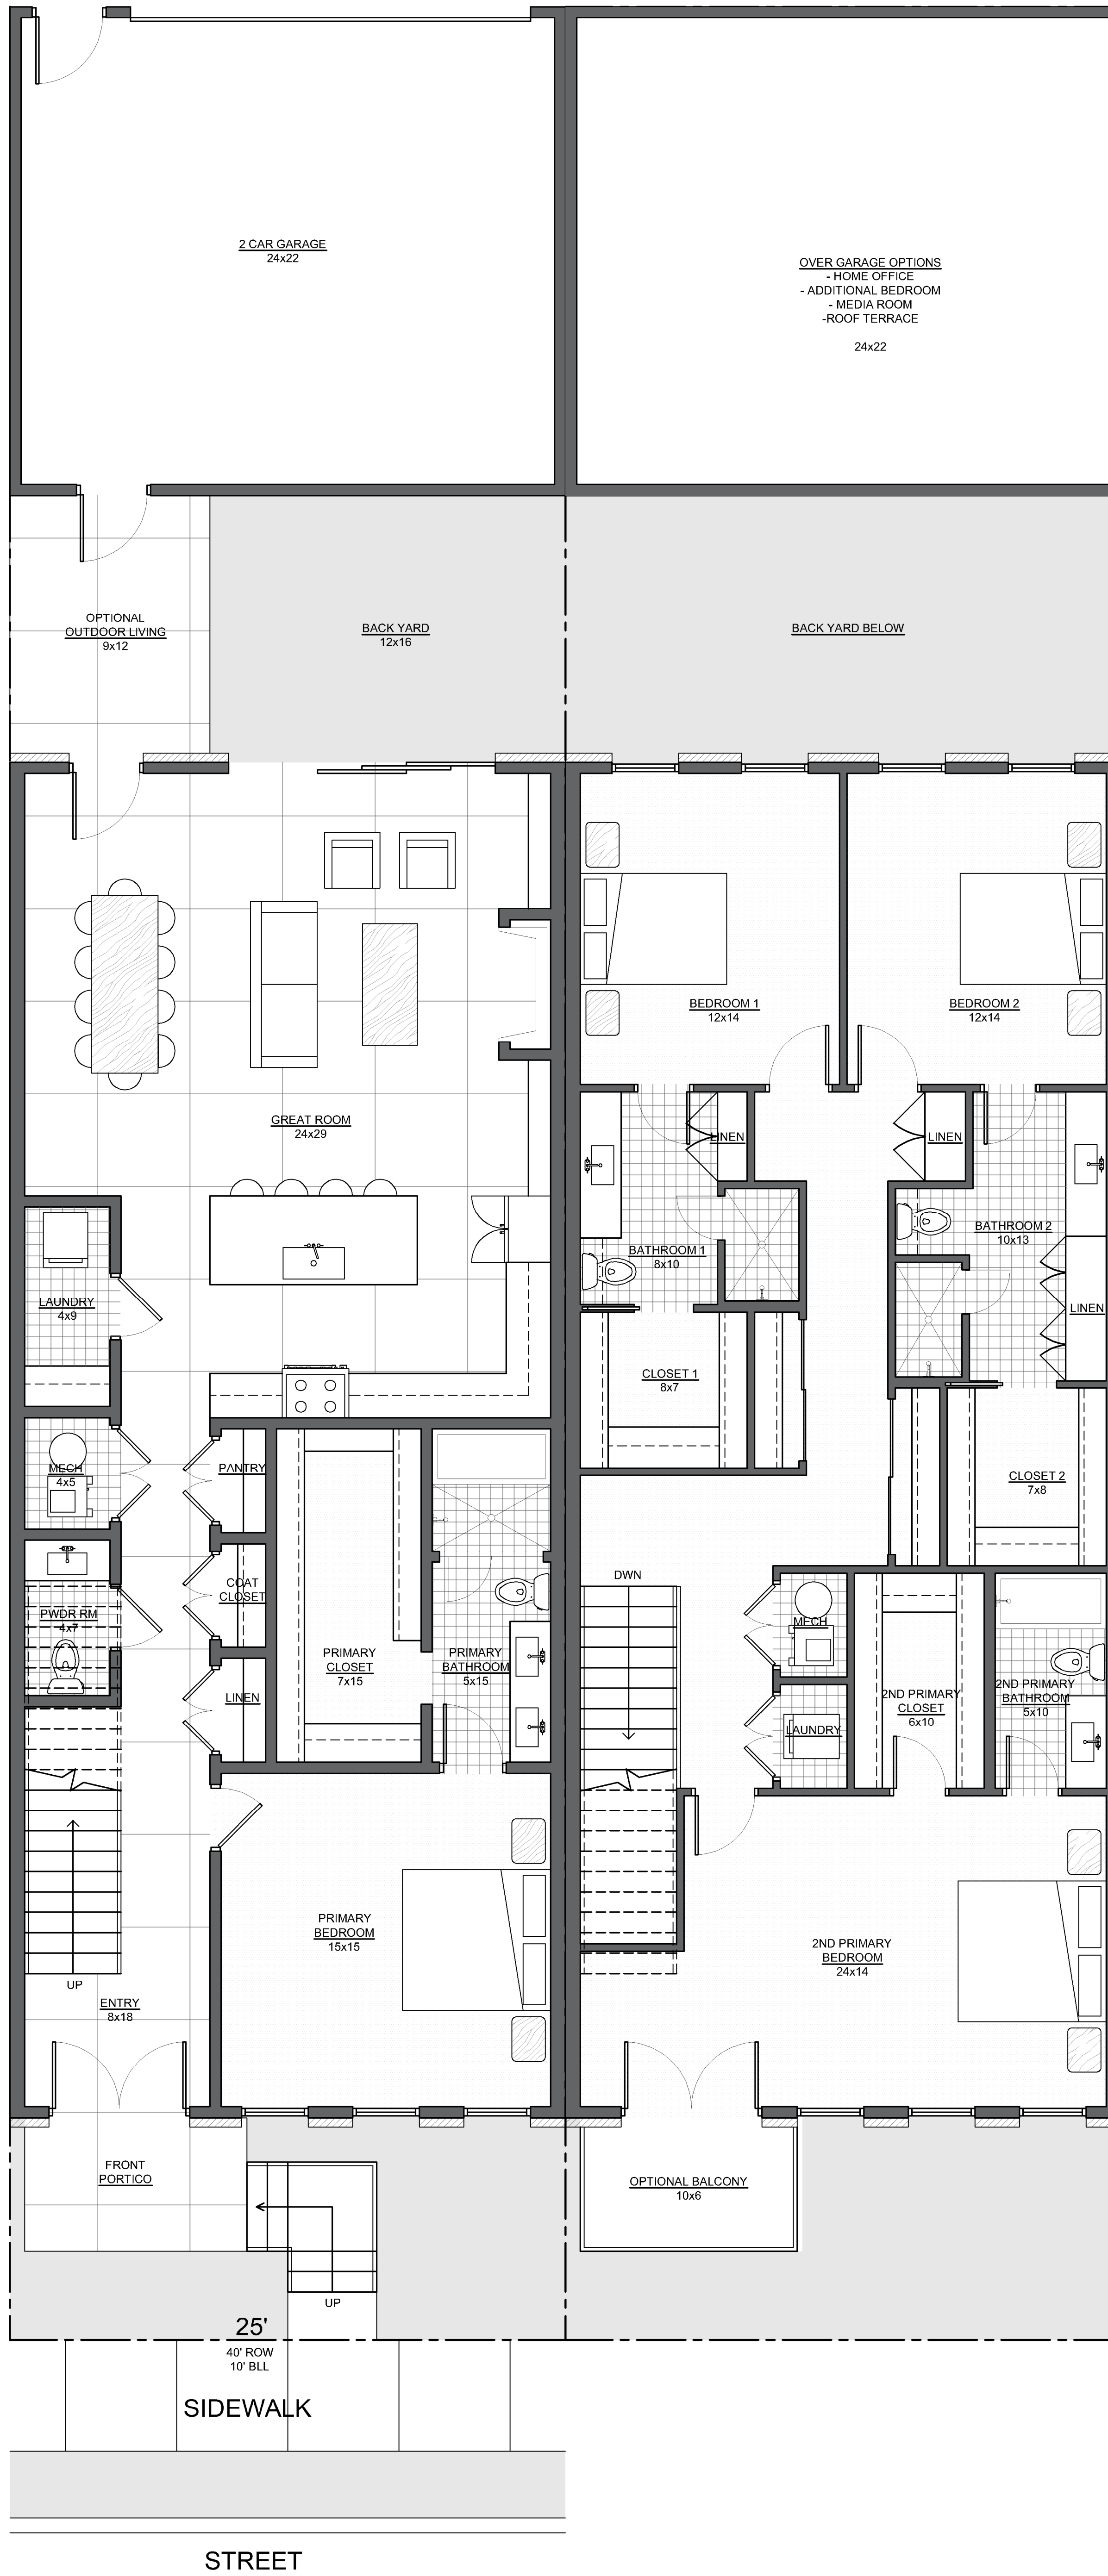 2 CAR GARAGE
24x22
OVER GARAGE OPTIONS
- HOME OFFICE
- ADDITIONAL BEDROOM
- MEDIA ROOM
-ROOF TERRACE
24x22
OPTIONAL
OUTDOOR LIVING
9x12
BACK YARD
12x16
BACK YARD BELOW
BEDROOM 1
12x14
BEDROOM 2
12x14
GREAT ROOM
24x29
LINEN
LINEN
BATHROOM 1
8x10
BATHROOM 2
10x13
LINEN
LAUNDRY
4x9
CLOSET 1
8x7
MECH
4x5
PANTRY
CLOSET 2
7x8
COAT
CLOSET
PWDR RM
4x7
PRIMARY
CLOSET
7x15
PRIMARY
BATHROOM
5x15
LINEN
DWN
MECH
2ND PRIMARY
CLOSET
6x10
2ND PRIMARY
BATHROOM
5x10
LAUNDRY
PRIMARY
BEDROOM
15x15
2ND PRIMARY
BEDROOM
24x14
UP
ENTRY
8x18
FRONT
PORTICO
OPTIONAL BALCONY
10x6
UP
25'
40' ROW
10' BLL
SIDEWALK
STREET